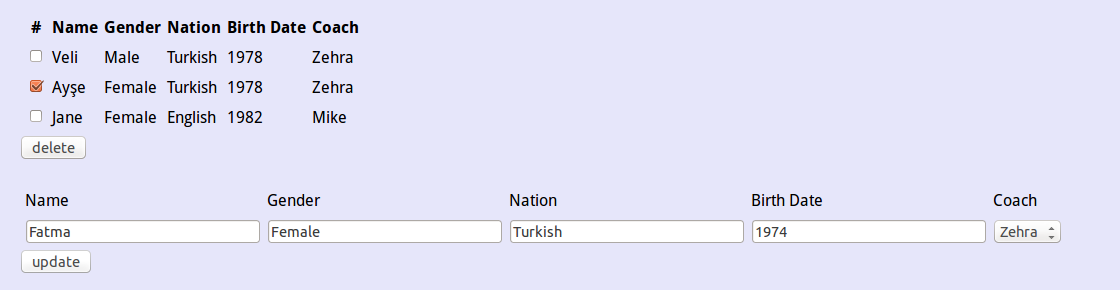 # Name Gender Nation Birth Date Coach
Veli Male Turkish 1978 Zehra
Ayşe Female Turkish 1978 Zehra
Jane Female English 1982 Mike
delete
Name Gender Nation Birth Date Coach
Fatma Female Turkish 1974 Zehra
update